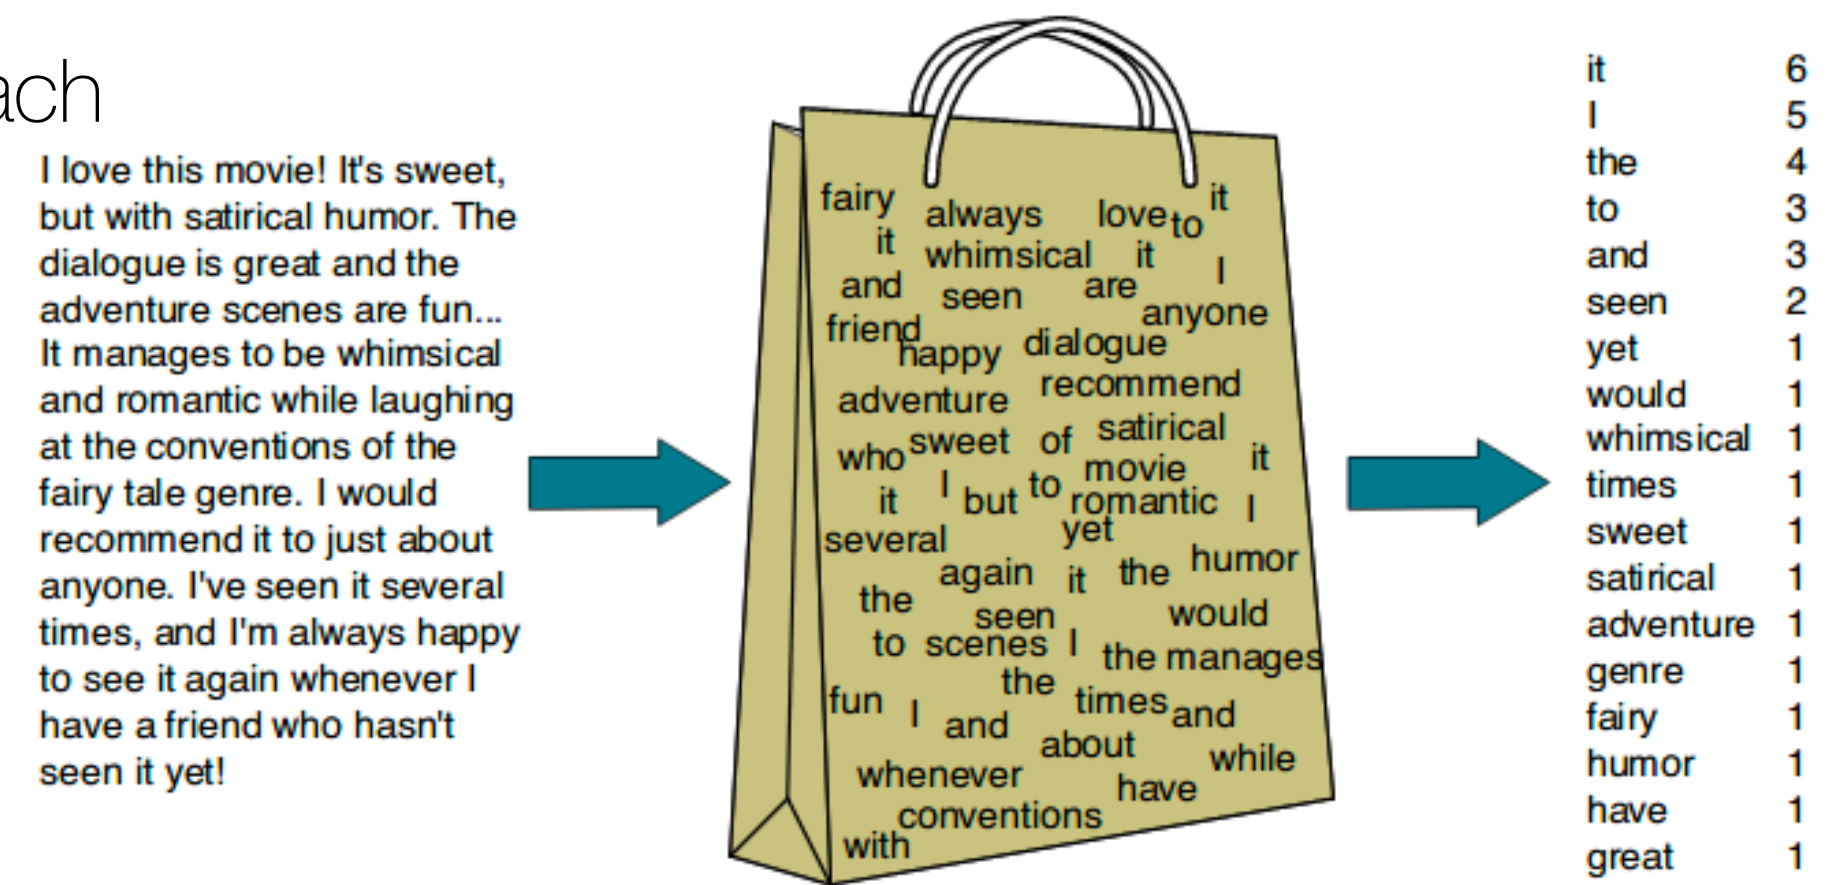 ach
I love this movie! It's sweet,
but with satirical humor. The
dialogue is great and the
adventure scenes are fun...
It manages to be whimsical
and romantic while laughing
at the conventions of the
fairy tale genre. I would
recommend it to just about
anyone. I've seen it several
times, and I'm always happy
to see it again whenever I
have a friend who hasn't
seen it yet!
fairy always love to it
it whimsical it I
and seen are anyone
friend happy dialogue
adventure recommend
who sweet of satirical
it I but to movie it
romantic I
several yet
again it the humor
the seen would
to scenes I the manages
fun I and the times and
about while
whenever have
conventions
with
it 6
I 5
the 4
to 3
and 3
seen 2
yet 1
would 1
whimsical 1
times 1
sweet 1
satirical 1
adventure 1
genre 1
fairy 1
humor 1
have 1
great 1